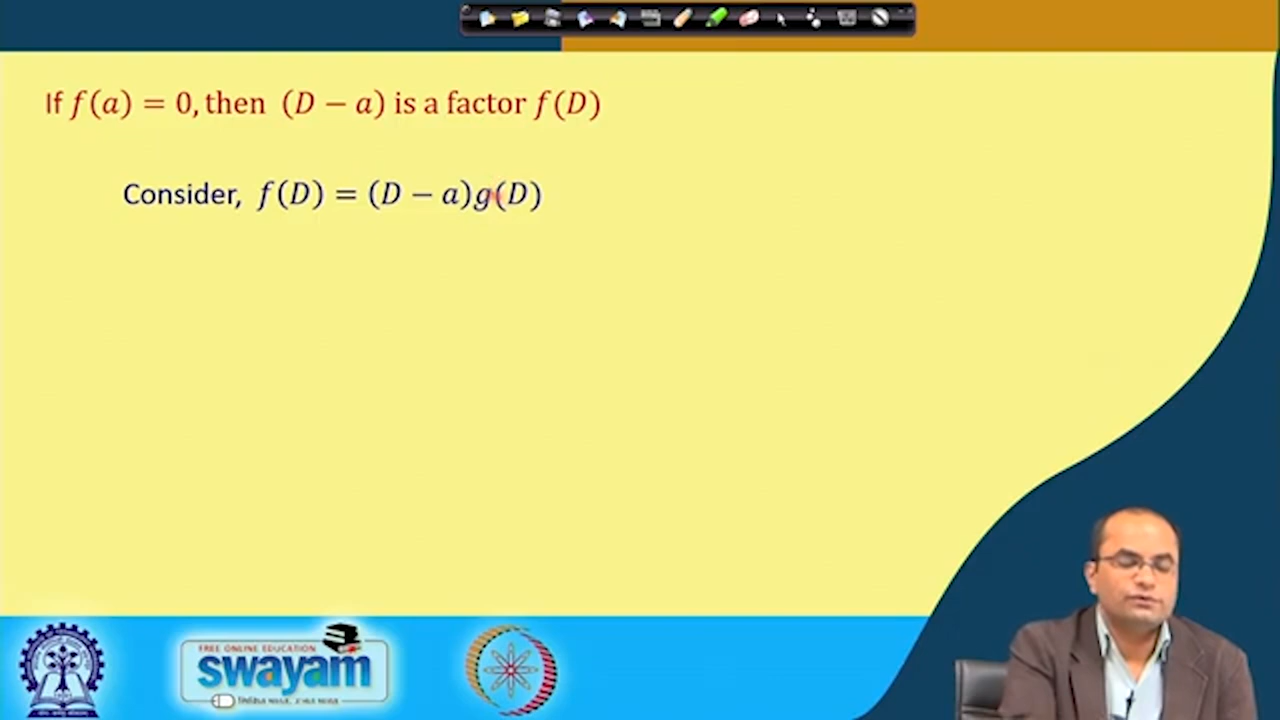 If f(a) = 0, then (D − a) is a factor f(D)
Consider, f(D) = (D − a)g(D)
FREE ONLINE EDUCATION
swayam